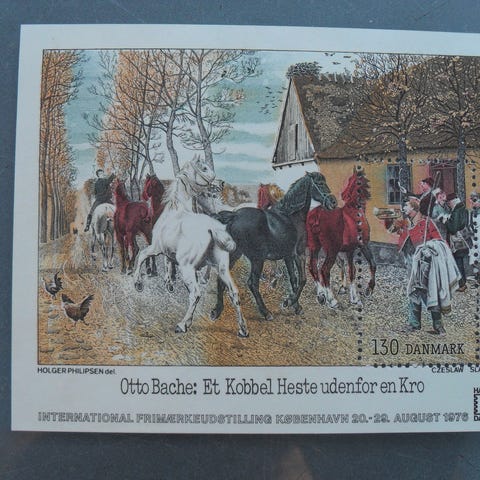 130 DANMARK
HOLGER PHILIPSEN del. CZESLAW
Otto Bache: Et Kobbel Heste udenfor en Kro
INTERNATIONAL FRIMÆRKEUDSTILLING KØBENHAVN 20.-29. AUGUST 1976